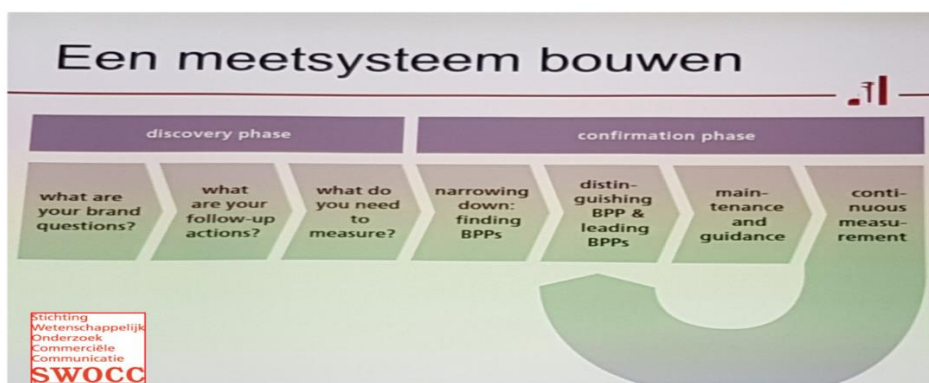 Een meetsysteem bouwen
discovery phase
confirmation phase
what are
your brand
questions?
what
are your
follow-up
actions?
what do
you need
to
measure?
narrowing
down:
finding
BPPs
distin-
guishing
BPP &
leading
BPPs
main-
tenance
and
guidance
conti-
nuous
measu-
rement
Stichting
Wetenschappelijk
Onderzoek
Commerciële
Communicatie
SWOCC